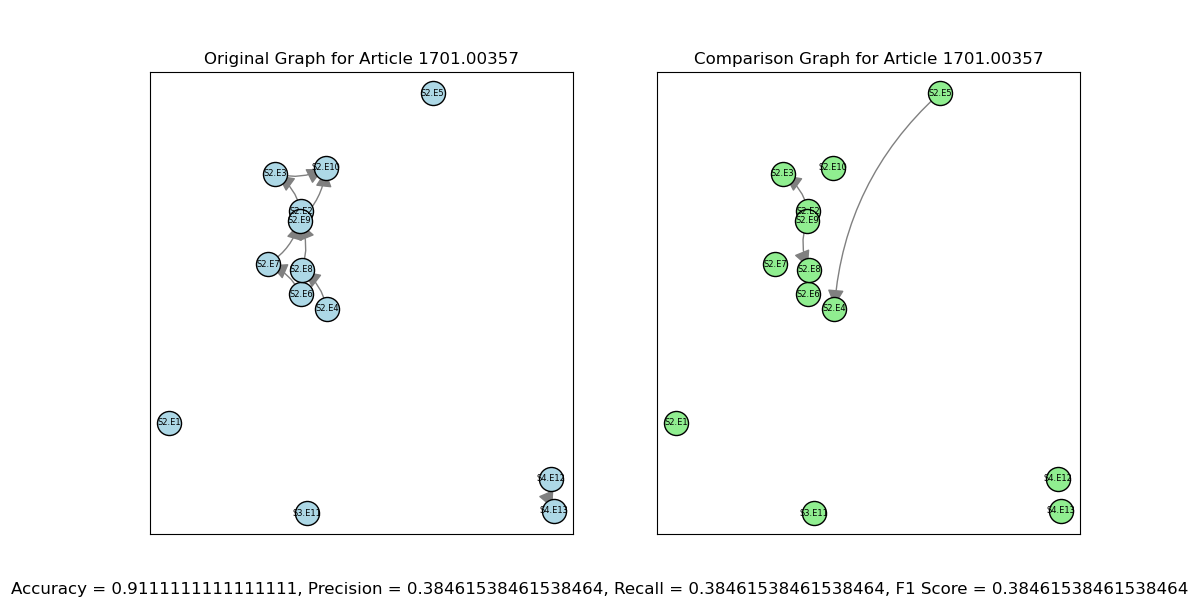 Original Graph for Article 1701.00357
Comparison Graph for Article 1701.00357
S2.E5
S2.E5
S2.E3
S2.E10
S2.E3
S2.E10
S2.E2
S2.E2
S2.E9
S2.E9
S2.E7
S2.E8
S2.E7
S2.E8
S2.E6
S2.E6
S2.E4
S2.E4
S2.E1
S2.E1
S4.E12
S4.E12
S3.E11
S4.E13
S3.E11
S4.E13
Accuracy = 0.9111111111111111, Precision = 0.38461538461538464, Recall = 0.38461538461538464, F1 Score = 0.38461538461538464